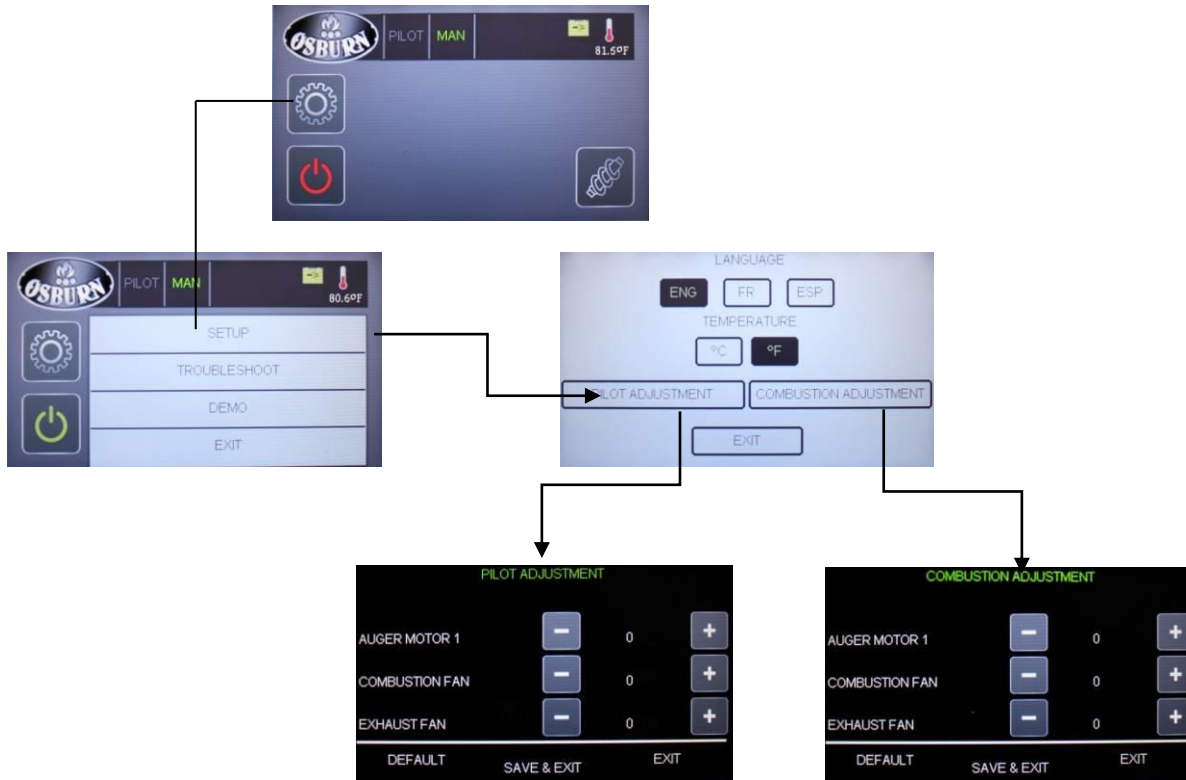 OSBURN PILOT MAN
81.5ºF
OSBURN PILOT MAN
80.6ºF
SETUP
TROUBLESHOOT
DEMO
EXIT
LANGUAGE
ENG FR ESP
TEMPERATURE
ºC ºF
PILOT ADJUSTMENT COMBUSTION ADJUSTMENT
EXIT
PILOT ADJUSTMENT
AUGER MOTOR 1 - 0 +
COMBUSTION FAN - 0 +
EXHAUST FAN - 0 +
DEFAULT SAVE & EXIT EXIT
COMBUSTION ADJUSTMENT
AUGER MOTOR 1 - 0 +
COMBUSTION FAN - 0 +
EXHAUST FAN - 0 +
DEFAULT SAVE & EXIT EXIT